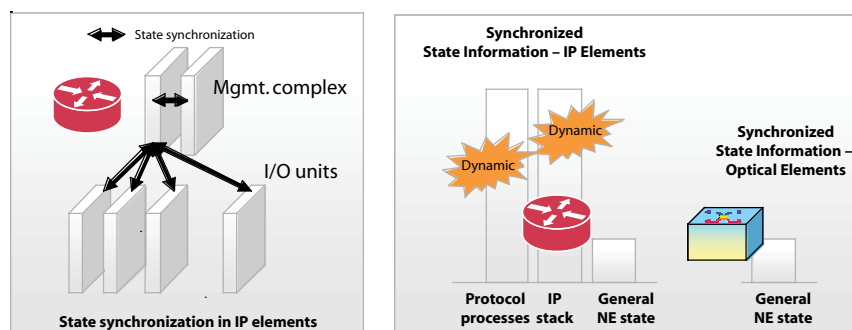 State synchronization
Mgmt. complex
I/O units
State synchronization in IP elements
Synchronized
State Information – IP Elements
Dynamic
Dynamic
Synchronized
State Information –
Optical Elements
Protocol
processes
IP
stack
General
NE state
General
NE state